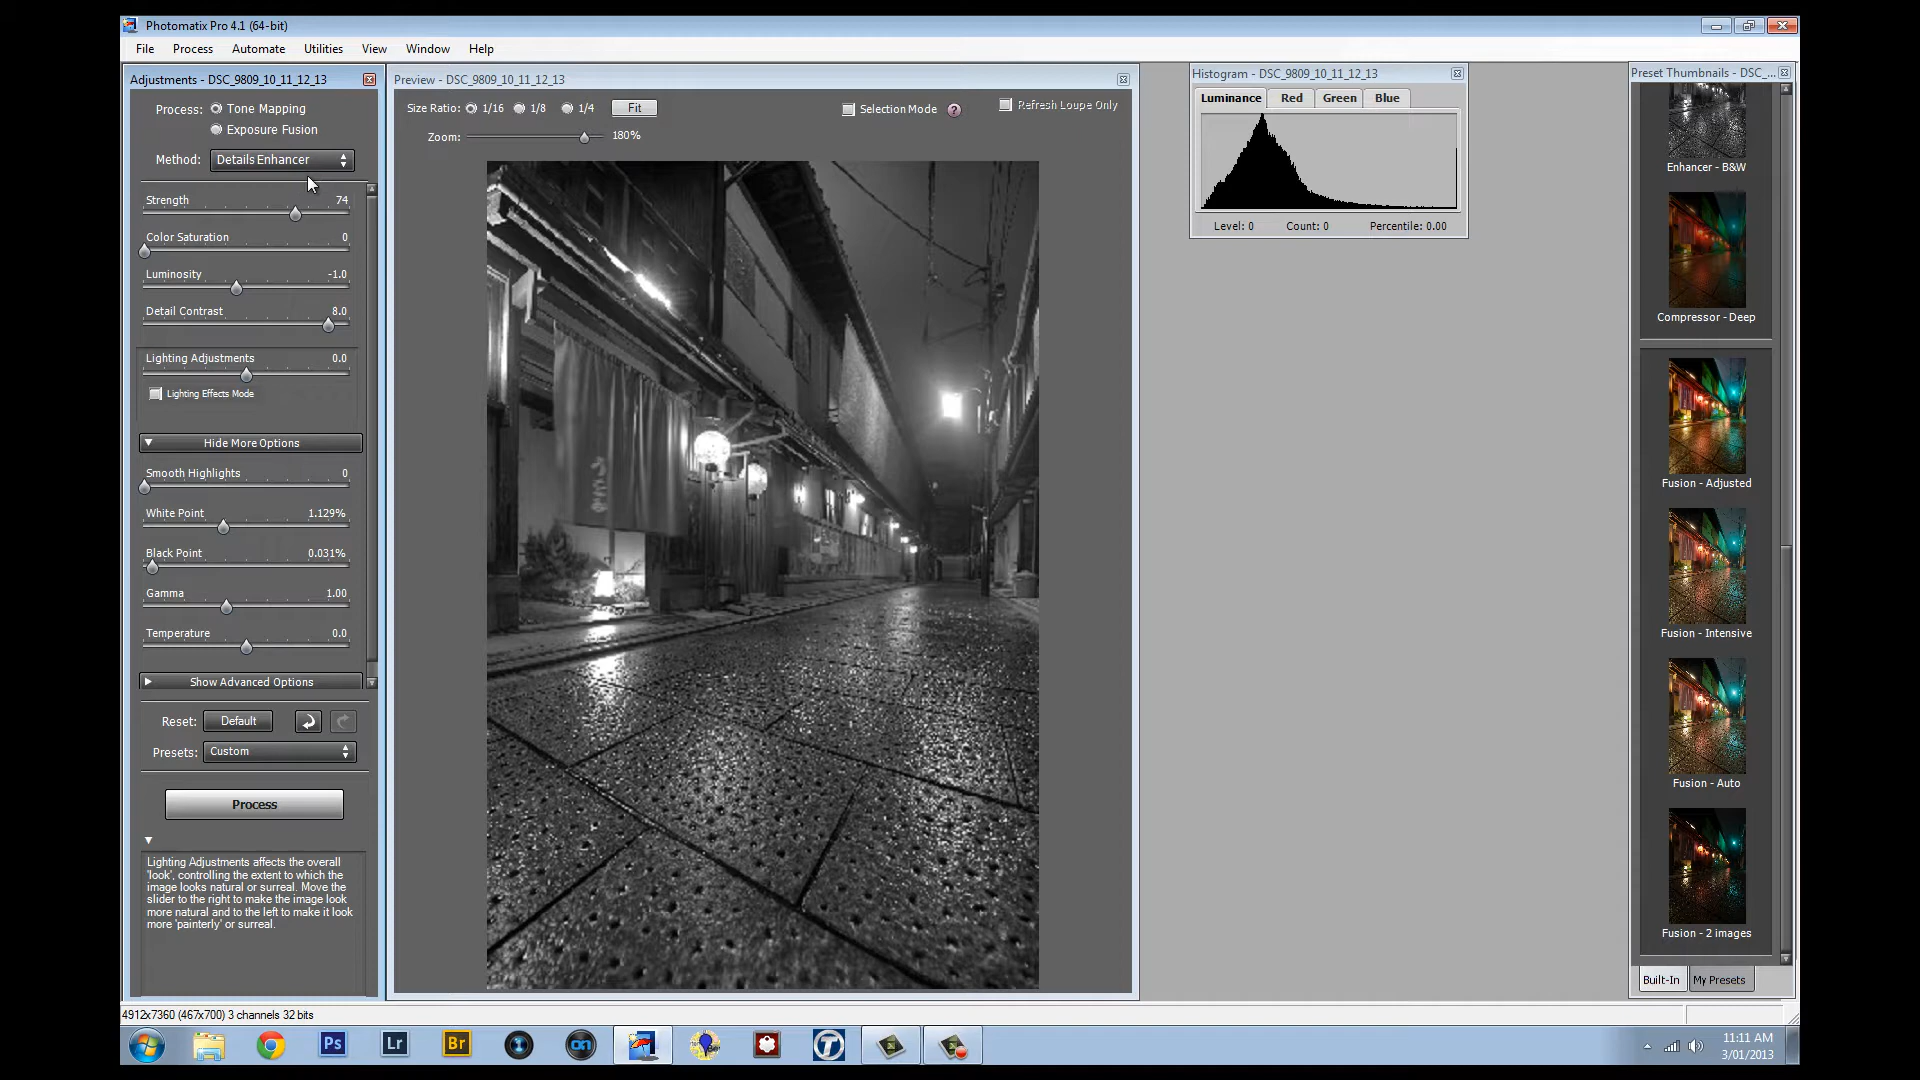 Photomatix Pro 4.1 (64-bit)
File Process Automate Utilities View Window Help
Adjustments - DSC_9809_10_11_12_13
Process: Tone Mapping
Exposure Fusion
Method: Details Enhancer
Strength 74
Color Saturation 0
Luminosity -1.0
Detail Contrast 8.0
Lighting Adjustments 0.0
Lighting Effects Mode
Hide More Options
Smooth Highlights 0
White Point 1.129%
Black Point 0.031%
Gamma 1.00
Temperature 0.0
Show Advanced Options
Reset: Default
Presets: Custom
Process
Lighting Adjustments affects the overall
'look', controlling the extent to which the
image looks natural or surreal. Move the
slider to the right to make the image look
more natural and to the left to make it look
more 'painterly' or surreal.
Preview - DSC_9809_10_11_12_13
Size Ratio: 1/16 1/8 1/4 Fit Selection Mode ? Refresh Loupe Only
Zoom: 180%
Histogram - DSC_9809_10_11_12_13
Luminance Red Green Blue
Level: 0 Count: 0 Percentile: 0.00
Preset Thumbnails - DSC_...
Enhancer - B&W
Compressor - Deep
Fusion - Adjusted
Fusion - Intensive
Fusion - Auto
Fusion - 2 images
Built-In My Presets
4912x7360 (467x700) 3 channels 32 bits
Ps Lr Br on T
11:11 AM
3/01/2013